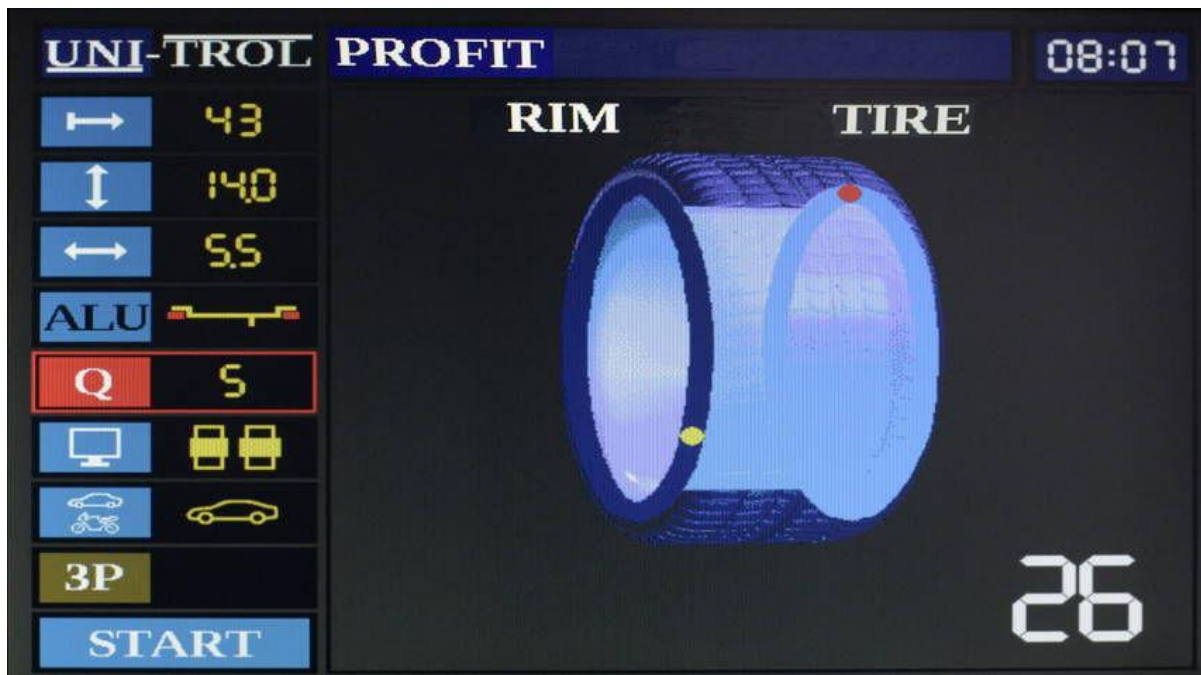 UNI-TROL PROFIT 08:07
43 RIM TIRE
14.0
5.5
ALU
Q 5
3P
26
START